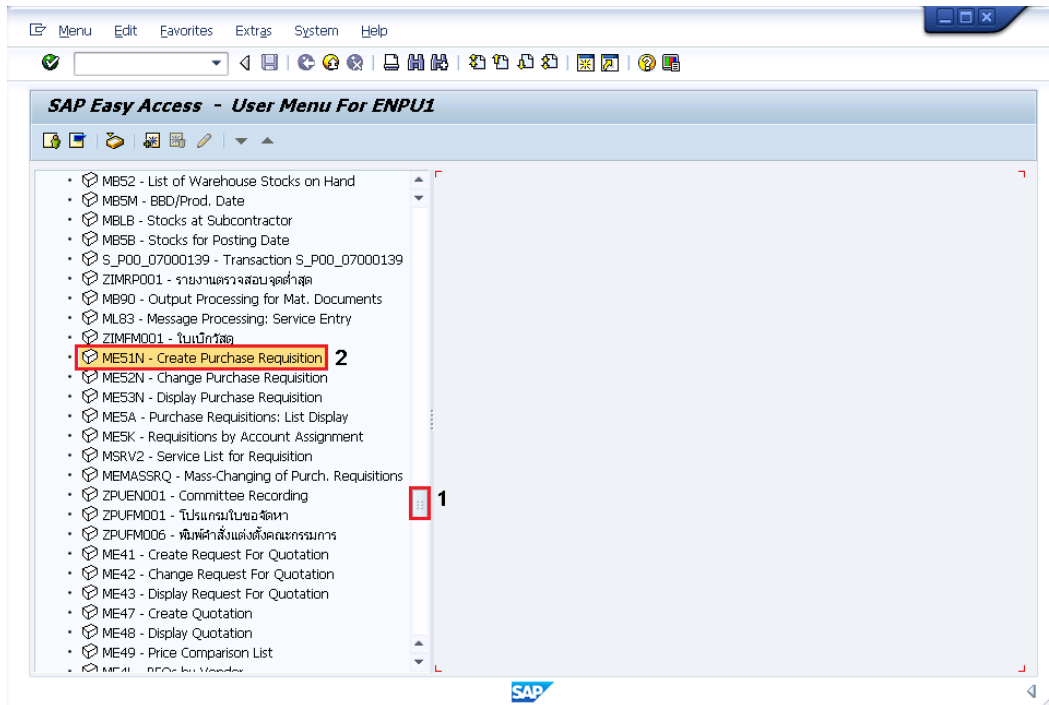 Menu Edit Favorites Extras System Help
SAP Easy Access - User Menu For ENPU1
MB52 - List of Warehouse Stocks on Hand
MB5M - BBD/Prod. Date
MBLB - Stocks at Subcontractor
MB5B - Stocks for Posting Date
S_P00_07000139 - Transaction S_P00_07000139
ZIMRP001 - รายงานตรวจสอบจุดต่ำสุด
MB90 - Output Processing for Mat. Documents
ML83 - Message Processing: Service Entry
ZIMFM001 - ใบเบิกวัสดุ
ME51N - Create Purchase Requisition 2
ME52N - Change Purchase Requisition
ME53N - Display Purchase Requisition
ME5A - Purchase Requisitions: List Display
ME5K - Requisitions by Account Assignment
MSRV2 - Service List for Requisition
MEMASSRQ - Mass-Changing of Purch. Requisitions
ZPUEN001 - Committee Recording 1
ZPUFM001 - โปรแกรมใบขอจัดหา
ZPUFM006 - พิมพ์คำสั่งแต่งตั้งคณะกรรมการ
ME41 - Create Request For Quotation
ME42 - Change Request For Quotation
ME43 - Display Request For Quotation
ME47 - Create Quotation
ME48 - Display Quotation
ME49 - Price Comparison List
ME4L - RFQs by Vendor
SAP